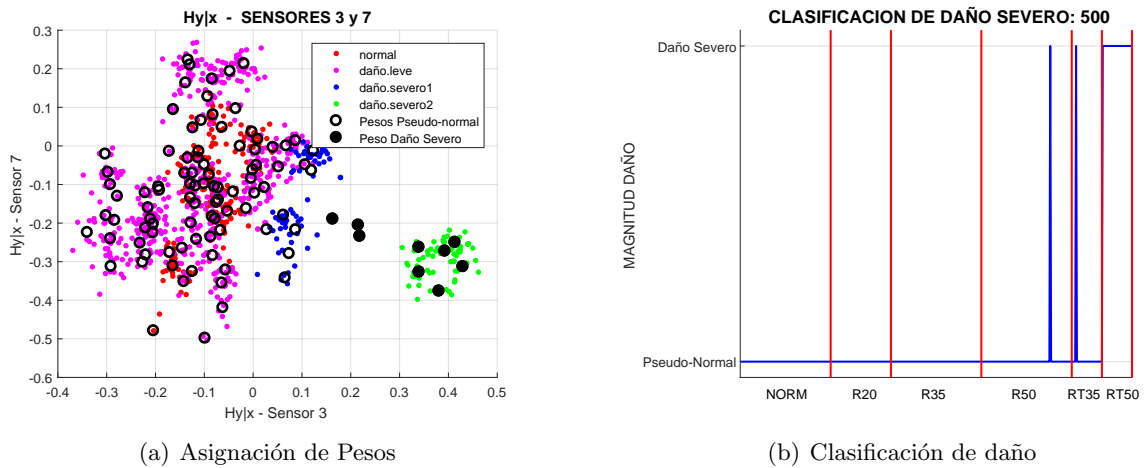 Hy|x - SENSORES 3 y 7
0.3
0.2
0.1
0
-0.1
-0.2
-0.3
-0.4
-0.5
-0.6
Hy|x - Sensor 7
-0.4 -0.3 -0.2 -0.1 0 0.1 0.2 0.3 0.4 0.5
Hy|x - Sensor 3
normal
daño.leve
daño.severo1
daño.severo2
Pesos Pseudo-normal
Peso Daño Severo
(a) Asignación de Pesos
CLASIFICACION DE DAÑO SEVERO: 500
Daño Severo
MAGNITUD DAÑO
Pseudo-Normal
NORM R20 R35 R50 RT35 RT50
(b) Clasificación de daño